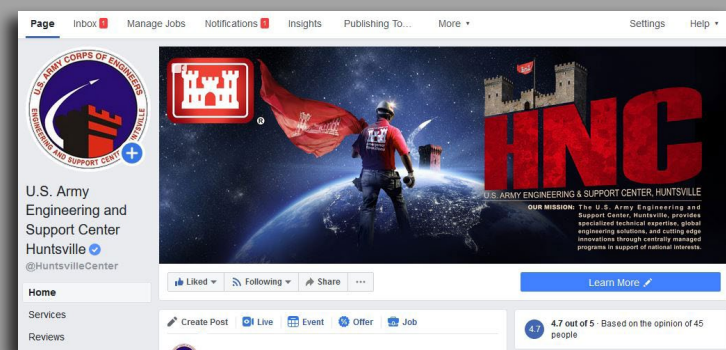 Page Inbox 1 Manage Jobs Notifications 1 Insights Publishing To… More Settings Help
U.S. ARMY CORPS OF ENGINEERS
ENGINEERING AND SUPPORT CENTER
HNC
U.S. ARMY ENGINEERING & SUPPORT CENTER, HUNTSVILLE
OUR MISSION: The U.S. Army Engineering and
Support Center, Huntsville, provides
specialized technical expertise, global
engineering solutions, and cutting edge
innovations through centrally managed
programs in support of national interests.
U.S. Army
Engineering and
Support Center
Huntsville
@HuntsvilleCenter
Liked Following Share ... Learn More
Home
Services
Reviews
Create Post Live Event Offer Job
4.7 4.7 out of 5 · Based on the opinion of 45
people